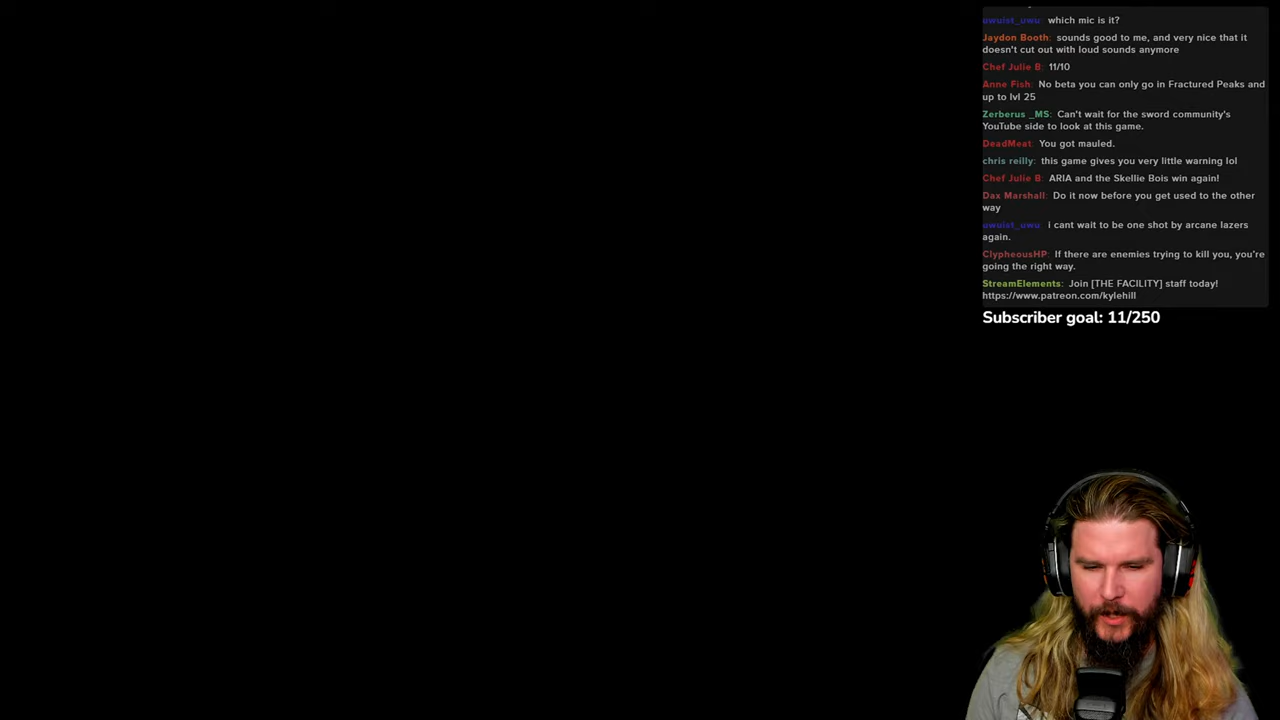 uwuist_uwu: which mic is it?
Jaydon Booth: sounds good to me, and very nice that it
doesn't cut out with loud sounds anymore
Chef Julie B: 11/10
Anne Fish: No beta you can only go in Fractured Peaks and
up to lvl 25
Zerberus _MS: Can't wait for the sword community's
YouTube side to look at this game.
DeadMeat: You got mauled.
chris reilly: this game gives you very little warning lol
Chef Julie B: ARIA and the Skellie Bois win again!
Dax Marshall: Do it now before you get used to the other
way
uwuist_uwu: i cant wait to be one shot by arcane lazers
again.
ClypheousHP: If there are enemies trying to kill you, you're
going the right way.
StreamElements: Join [THE FACILITY] staff today!
https://www.patreon.com/kylehill
Subscriber goal: 11/250